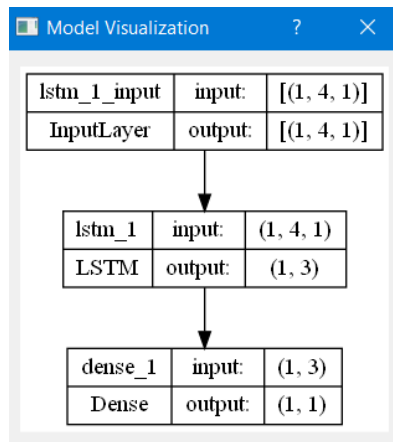 Model Visualization ?
lstm_1_input input: [(1, 4, 1)]
InputLayer output: [(1, 4, 1)]
lstm_1 input: (1, 4, 1)
LSTM output: (1, 3)
dense_1 input: (1, 3)
Dense output: (1, 1)